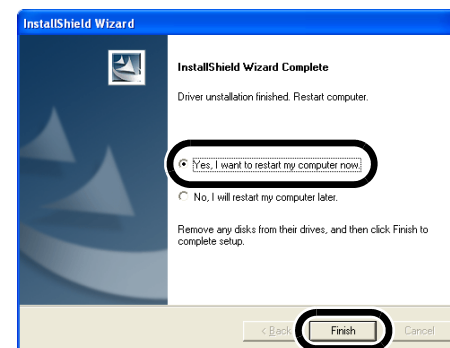 InstallShield Wizard
InstallShield Wizard Complete
Driver unstallation finished. Restart computer.
Yes, I want to restart my computer now.
No, I will restart my computer later.
Remove any disks from their drives, and then click Finish to
complete setup.
< Back
Finish
Cancel